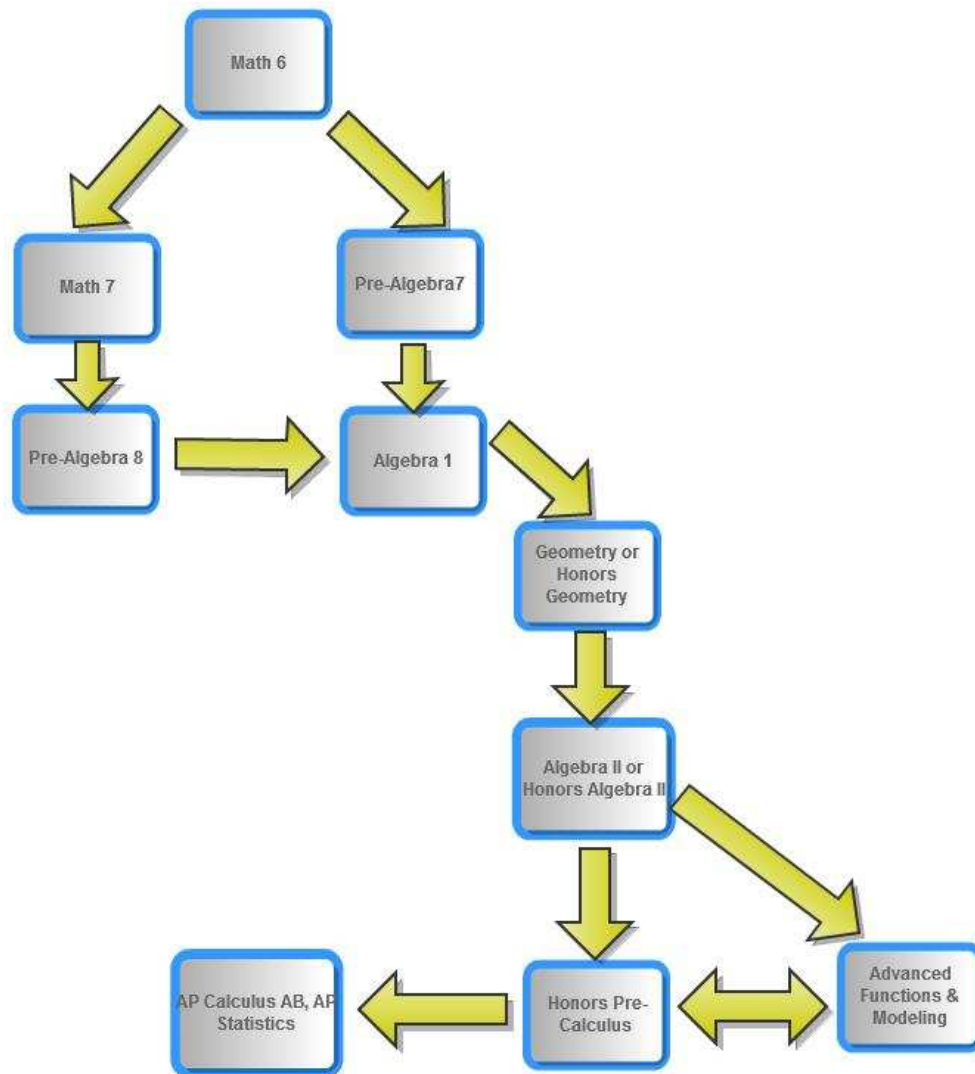 Math 6
Math 7
Pre-Algebra7
Pre-Algebra 8
Algebra 1
Geometry or
Honors
Geometry
Algebra II or
Honors Algebra II
AP Calculus AB, AP
Statistics
Honors Pre-
Calculus
Advanced
Functions &
Modeling